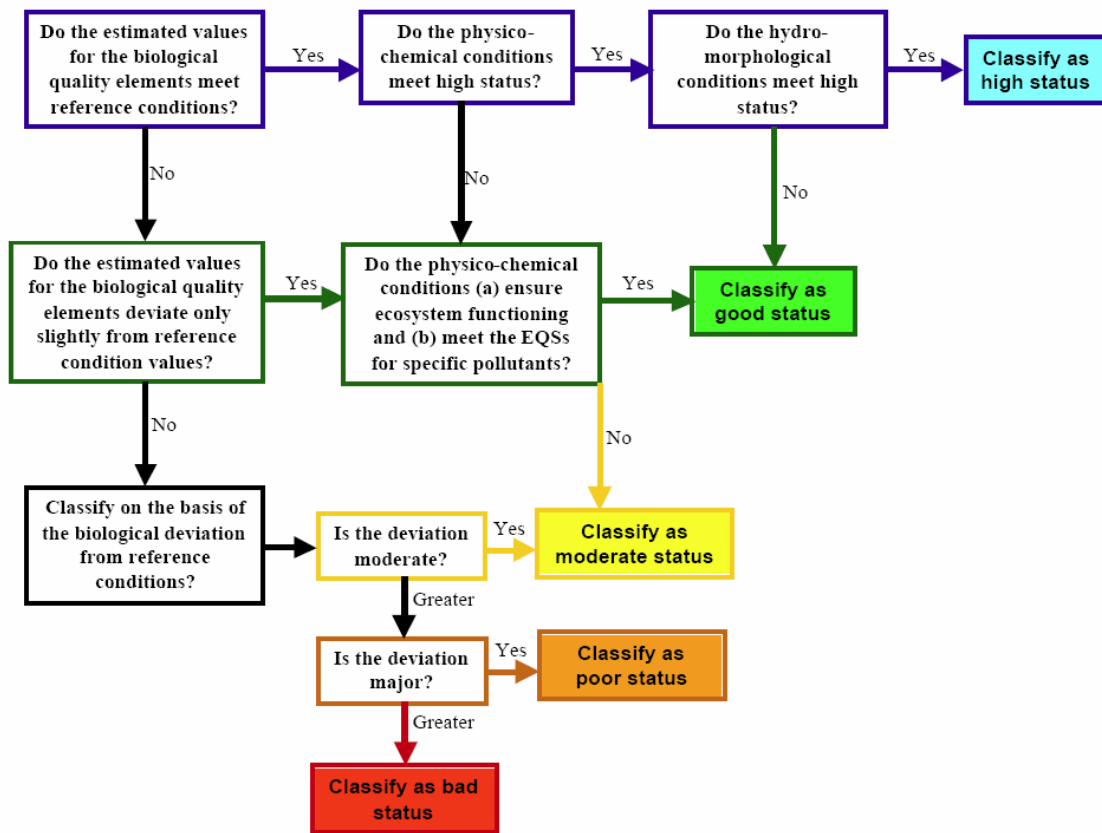 Do the estimated values
for the biological
quality elements meet
reference conditions?
Yes
Do the physico-
chemical conditions
meet high status?
Yes
Do the hydro-
morphological
conditions meet high
status?
Yes
Classify as
high status
No
No
No
Do the estimated values
for the biological quality
elements deviate only
slightly from reference
condition values?
Yes
Do the physico-chemical
conditions (a) ensure
ecosystem functioning
and (b) meet the EQSs
for specific pollutants?
Yes
Classify as
good status
No
No
Classify on the basis of
the biological deviation
from reference
conditions?
Is the deviation
moderate?
Yes
Classify as
moderate status
Greater
Is the deviation
major?
Yes
Classify as
poor status
Greater
Classify as bad
status